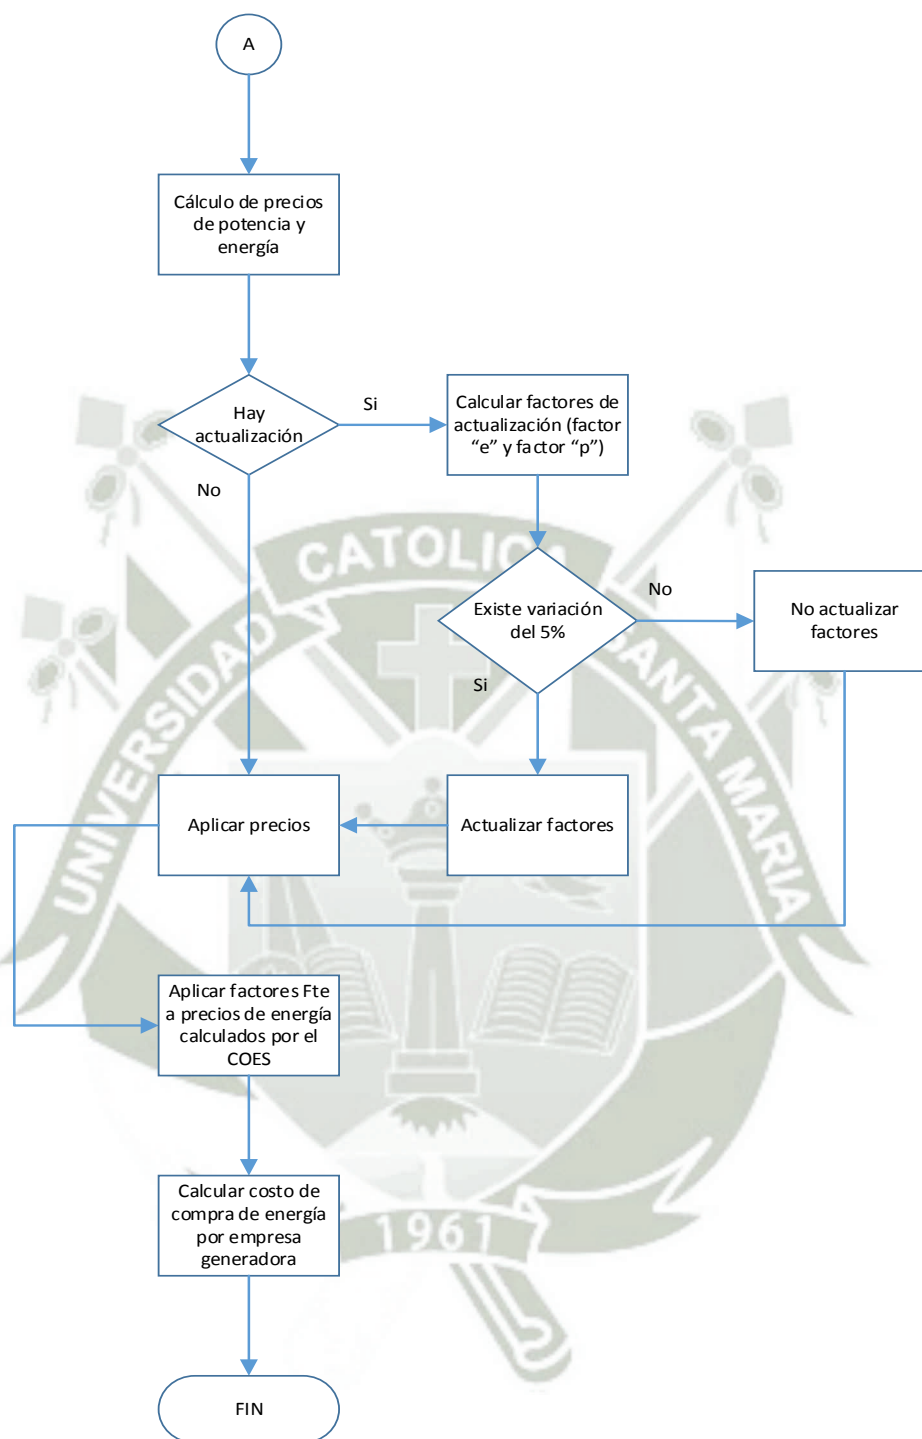 A
Cálculo de precios
de potencia y
energía
Hay
actualización
Si
Calcular factores de
actualización (factor
“e” y factor “p”)
No
Existe variación
del 5%
No
No actualizar
factores
Si
Aplicar precios
Actualizar factores
Aplicar factores Fte
a precios de energía
calculados por el
COES
Calcular costo de
compra de energía
por empresa
generadora
FIN
UNIVERSIDAD
CATOLICA
SANTA MARIA
1961